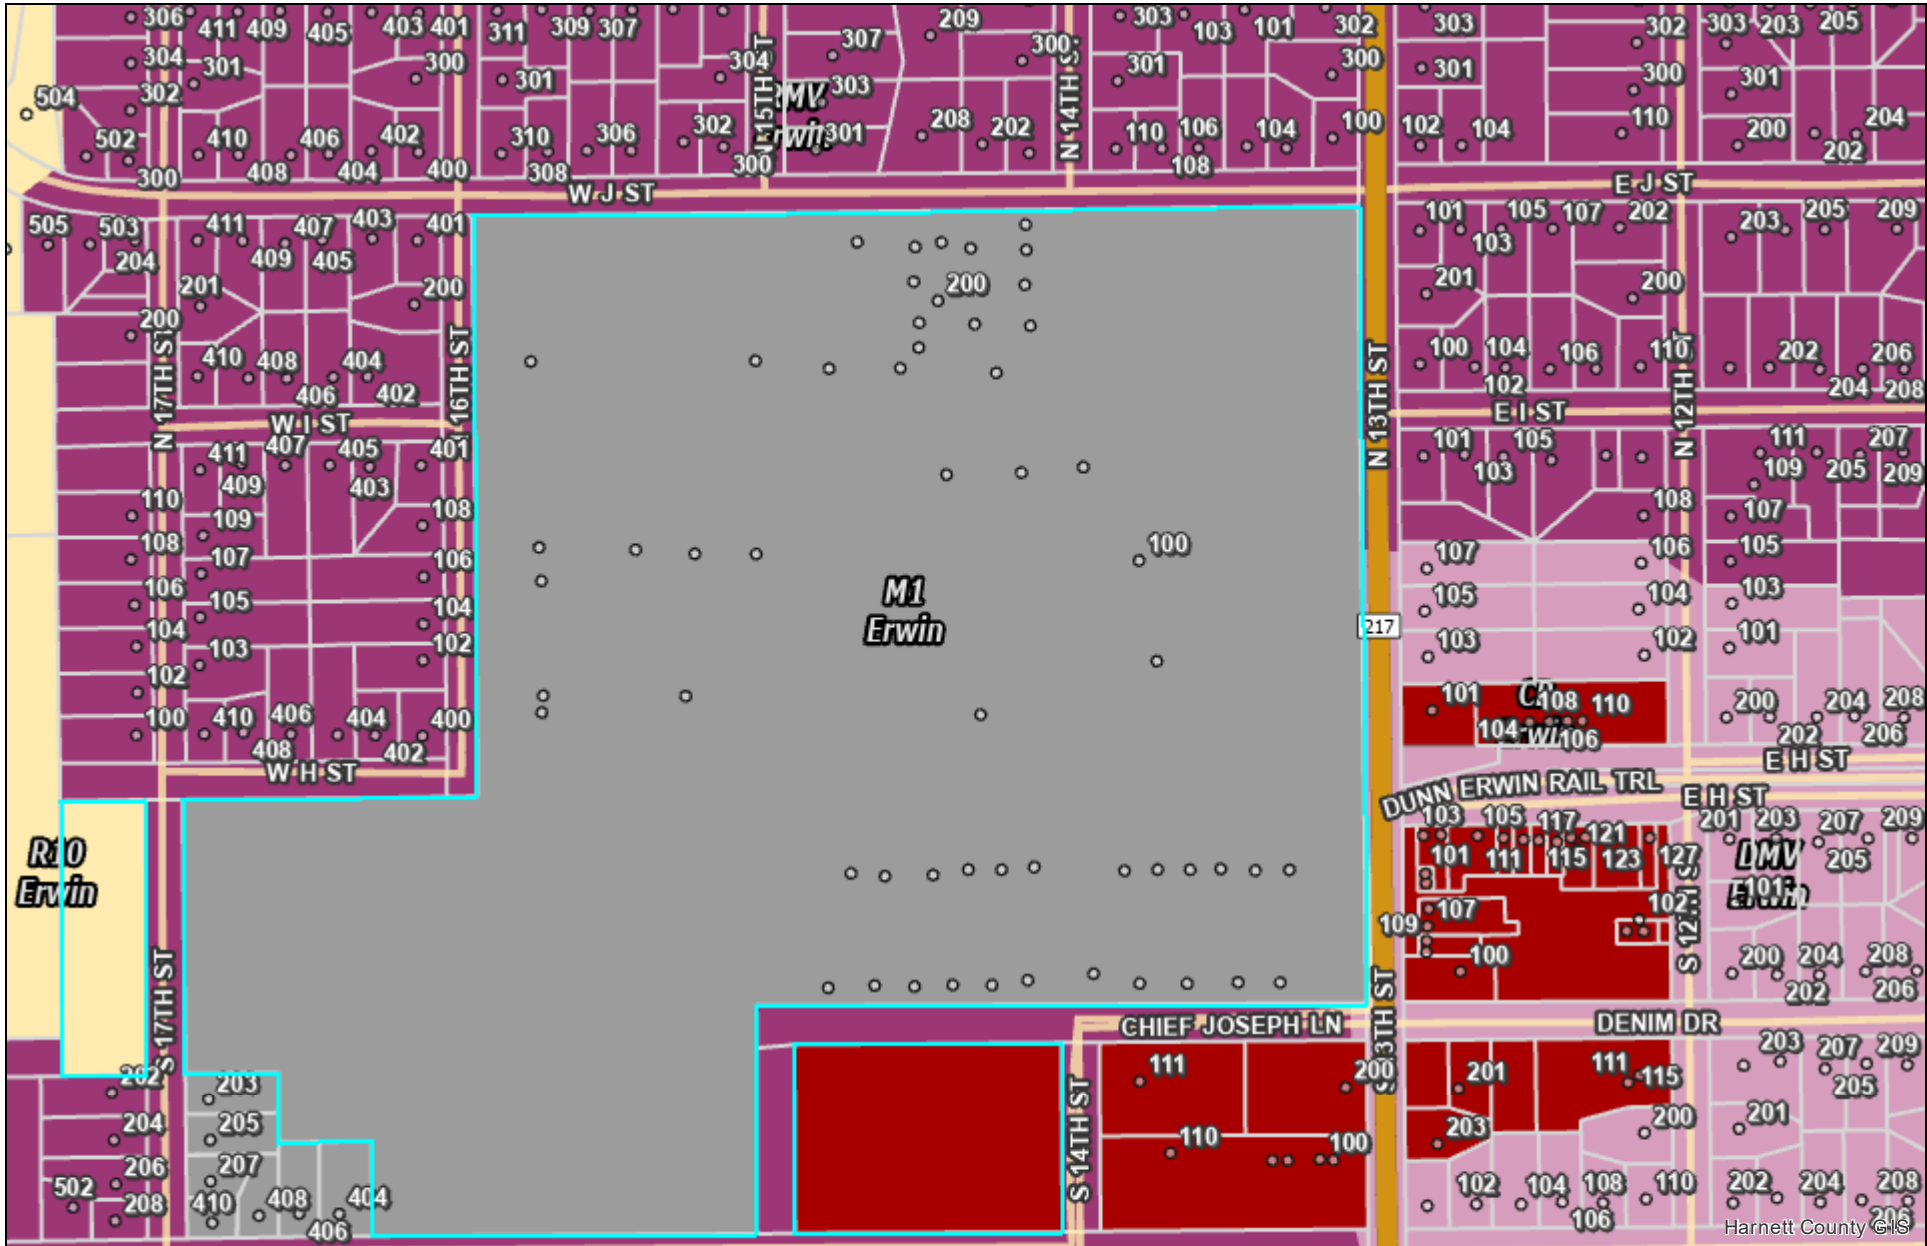 306 411 409 405 403 401 311 309 307 209 303 103 101 302 303 302 303 203 205
304 301 300 301 304 307 300 301 300 301 300 301
504 302 303
502 410 406 402 310 306 302 301 208 202 110 106 104 100 102 104 110 200 204
300 408 404 400 308 300 108 202
RMV
Erwin
N 15TH ST
N 14TH ST
W J ST
E J ST
505 503 411 407 403 401 101 105 107 202 203 205 209
204 409 405 103
201 200 200 201 200
200
N 17TH ST
16TH ST
N 13TH ST
N 12TH ST
410 408 404 100 104 106 110 202 206
406 402 102 204 208
W I ST
E I ST
411 407 405 401 101 105 111 207
409 403 103 109 205 209
110 109 108 108 107
108 107 106 100 107 106 105
106 105 104 105 104 103
M1
Erwin
217
104 103 102 103 102 101
102 101 108 110 200 204 208
100 410 406 404 400 104 106 202 206
408 402
W H ST
E H ST
DUNN ERWIN RAIL TRL
E H ST
103 105 117 121 201 203 207 209
R10
Erwin
101 111 115 123 127 205
DMV
Erwin
101
107 102
109
S 12TH ST
100 200 204 208
202 206
S 17TH ST
CHIEF JOSEPH LN
DENIM DR
202 203 111 200 201 111 115 203 207 209
205
204 205 110 100 203 200 201
S 14TH ST
206 207
502 208 410 408 404 102 104 108 110 202 204 208
406 106 206
Harnett County GIS